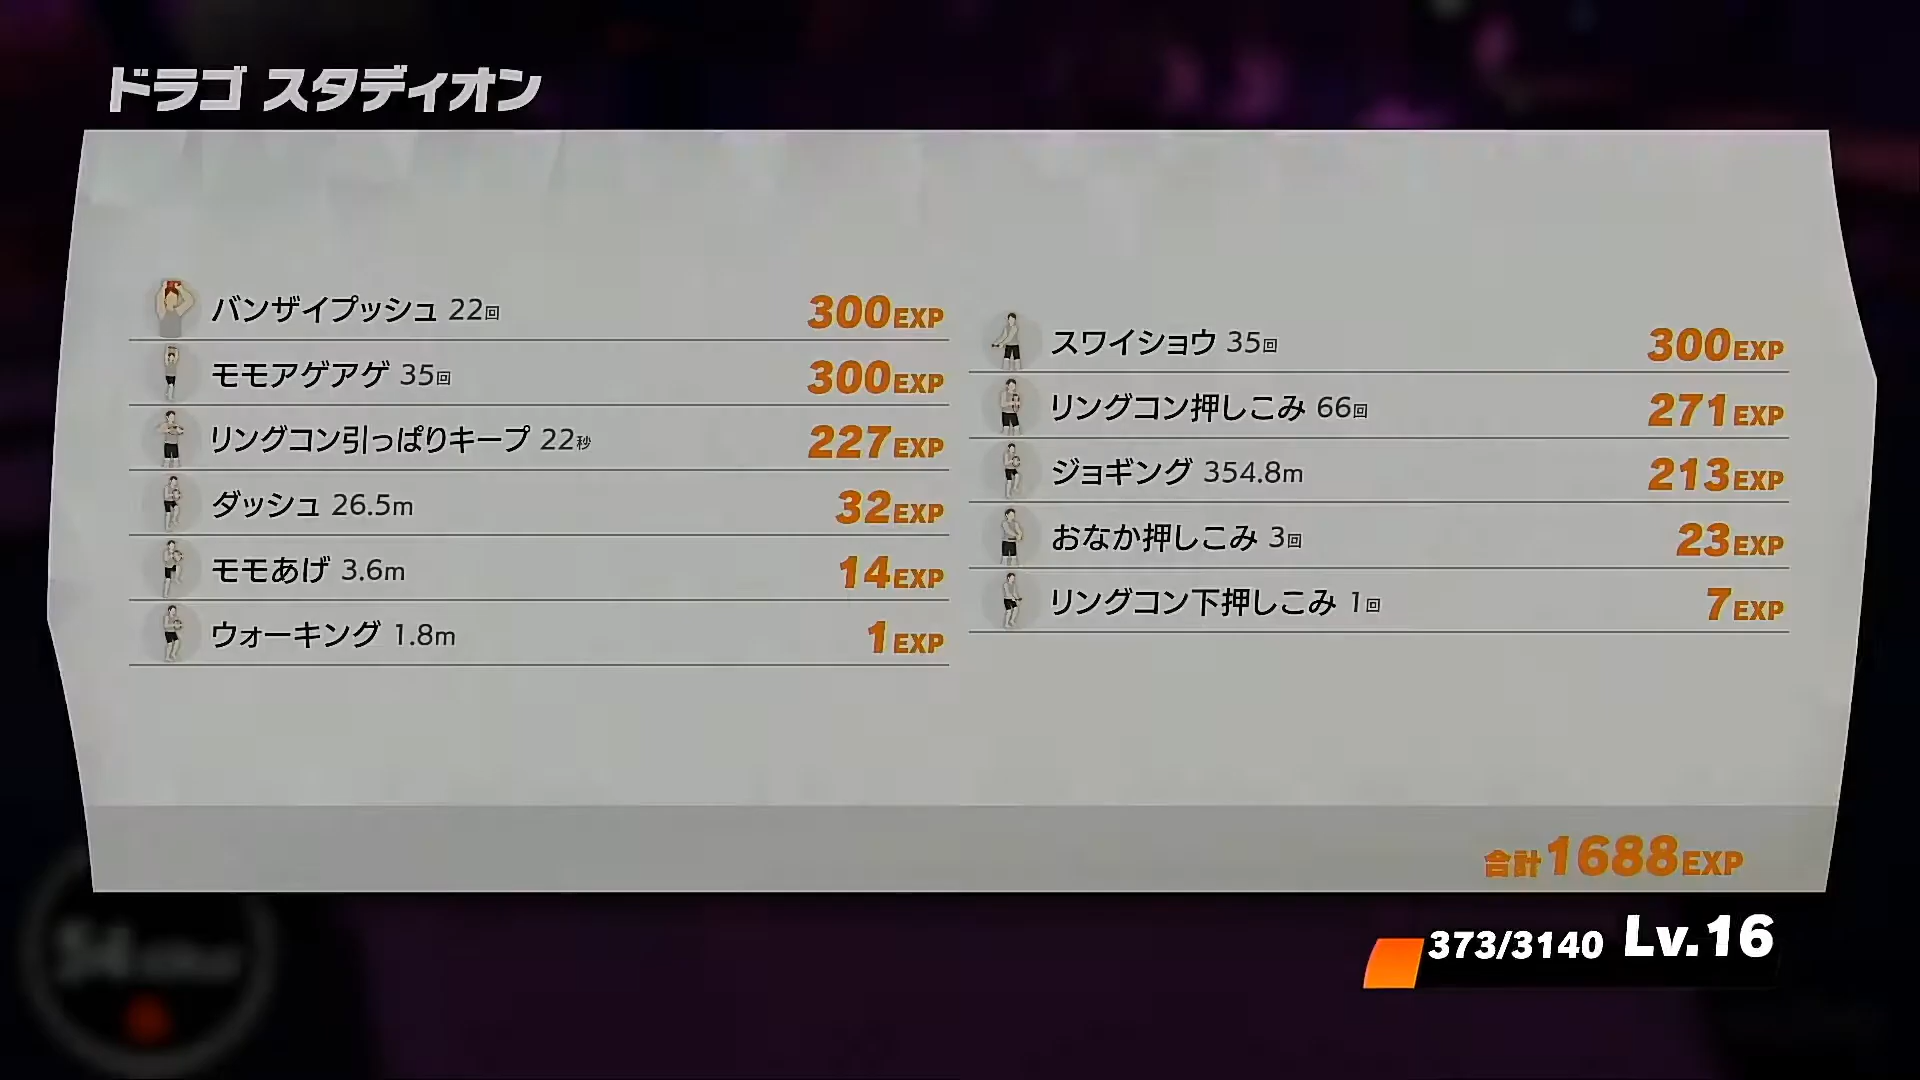 ドラゴ スタディオン
バンザイプッシュ 22回 300EXP
モモアゲアゲ 35回 300EXP
リングコン引っぱりキープ 22秒 227EXP
ダッシュ 26.5m 32EXP
モモあげ 3.6m 14EXP
ウォーキング 1.8m 1EXP
スワイショウ 35回 300EXP
リングコン押しこみ 66回 271EXP
ジョギング 354.8m 213EXP
おなか押しこみ 3回 23EXP
リングコン下押しこみ 1回 7EXP
合計1688EXP
373/3140 Lv.16